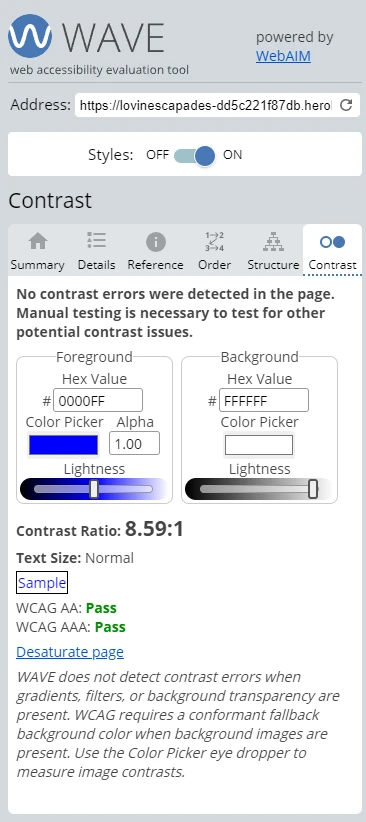 WAVE
powered by
WebAIM
web accessibility evaluation tool
Address: https://lovinescapades-dd5c221f87db.hero
Styles: OFF ON
Contrast
Summary Details Reference Order Structure Contrast
No contrast errors were detected in the page.
Manual testing is necessary to test for other
potential contrast issues.
Foreground Background
Hex Value Hex Value
# 0000FF # FFFFFF
Color Picker Alpha Color Picker
1.00
Lightness Lightness
Contrast Ratio: 8.59:1
Text Size: Normal
Sample
WCAG AA: Pass
WCAG AAA: Pass
Desaturate page
WAVE does not detect contrast errors when
gradients, filters, or background transparency are
present. WCAG requires a conformant fallback
background color when background images are
present. Use the Color Picker eye dropper to
measure image contrasts.